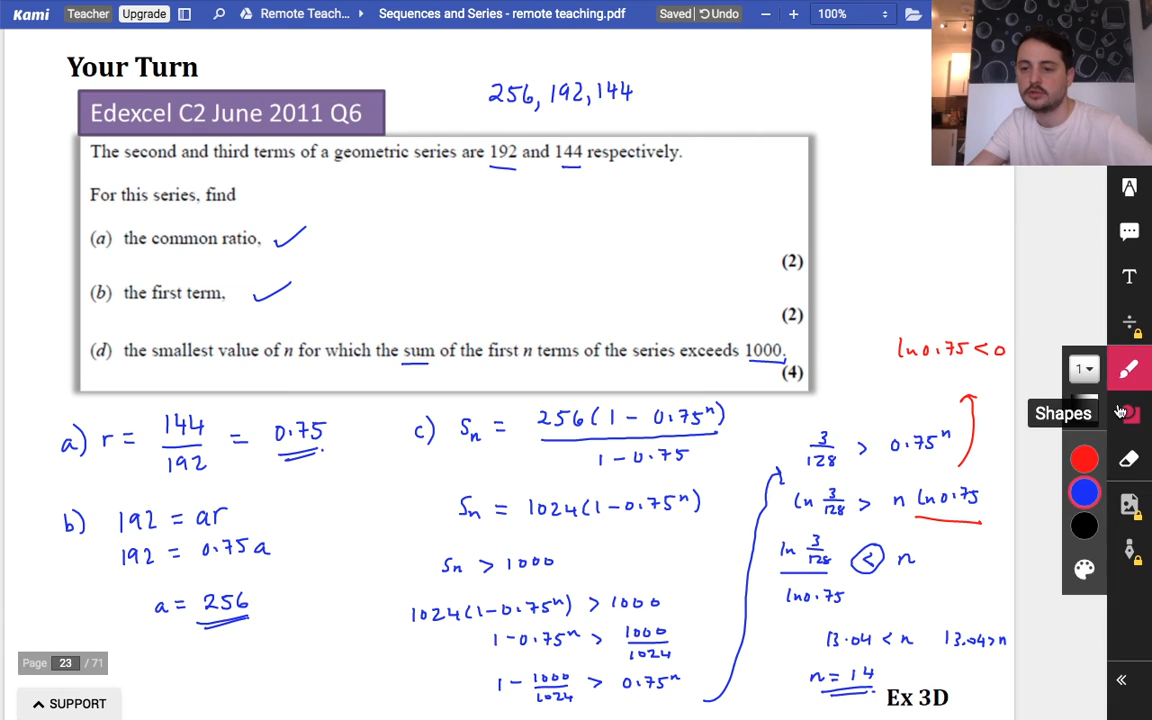 Kami Teacher Upgrade Remote Teach... Sequences and Series - remote teaching.pdf Saved Undo 100%
Your Turn
256, 192, 144
Edexcel C2 June 2011 Q6
The second and third terms of a geometric series are 192 and 144 respectively.
For this series, find
(a) the common ratio,
(2)
(b) the first term,
(2)
(d) the smallest value of n for which the sum of the first n terms of the series exceeds 1000.
(4)
a) r = 144/192 = 0.75
b) 192 = ar
192 = 0.75a
a = 256
c) Sn = 256(1 - 0.75^n)/(1 - 0.75)
Sn = 1024(1 - 0.75^n)
Sn > 1000
1024(1-0.75^n) > 1000
1-0.75^n > 1000/1024
1 - 1000/1024 > 0.75^n
3/128 > 0.75^n
ln 3/128 > n ln0.75
ln 3/128 / ln0.75 < n
13.04 < n 13.04>n
n = 14
ln0.75 < 0
Ex 3D
T
1
Shapes
Page 23 / 71
SUPPORT